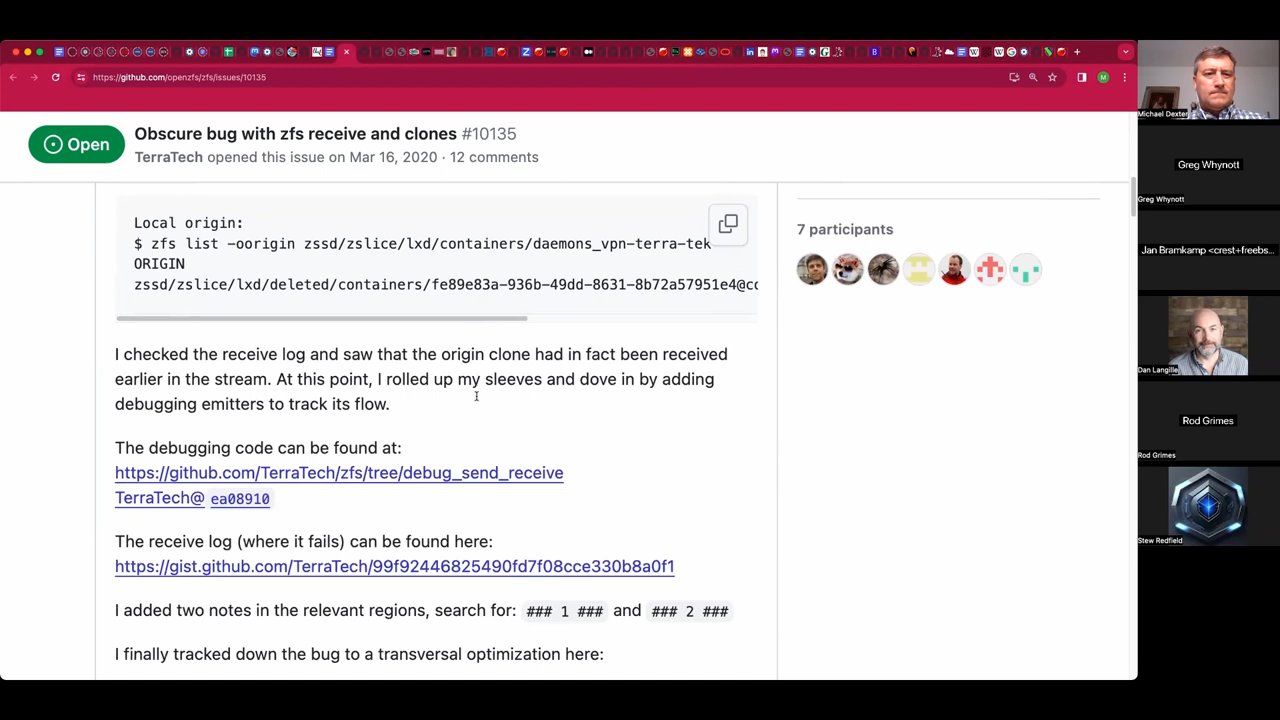 https://github.com/openzfs/zfs/issues/10135
Open
Obscure bug with zfs receive and clones #10135
TerraTech opened this issue on Mar 16, 2020 · 12 comments
Local origin:
$ zfs list -oorigin zssd/zslice/lxd/containers/daemons_vpn-terra-tek
ORIGIN
zssd/zslice/lxd/deleted/containers/fe89e83a-936b-49dd-8631-8b72a57951e4@co
I checked the receive log and saw that the origin clone had in fact been received
earlier in the stream. At this point, I rolled up my sleeves and dove in by adding
debugging emitters to track its flow.
The debugging code can be found at:
https://github.com/TerraTech/zfs/tree/debug_send_receive
TerraTech@ ea08910
The receive log (where it fails) can be found here:
https://gist.github.com/TerraTech/99f92446825490fd7f08cce330b8a0f1
I added two notes in the relevant regions, search for: ### 1 ### and ### 2 ###
I finally tracked down the bug to a transversal optimization here:
7 participants
Michael Dexter
Greg Whynott
Greg Whynott
Jan Bramkamp <crest+freebs...
Dan Langille
Rod Grimes
Rod Grimes
Stew Redfield